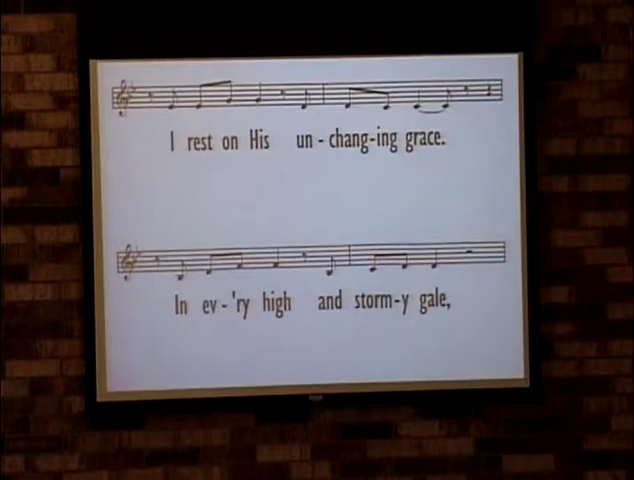 I rest on His un - chang-ing grace.
In ev - 'ry high and storm-y gale,